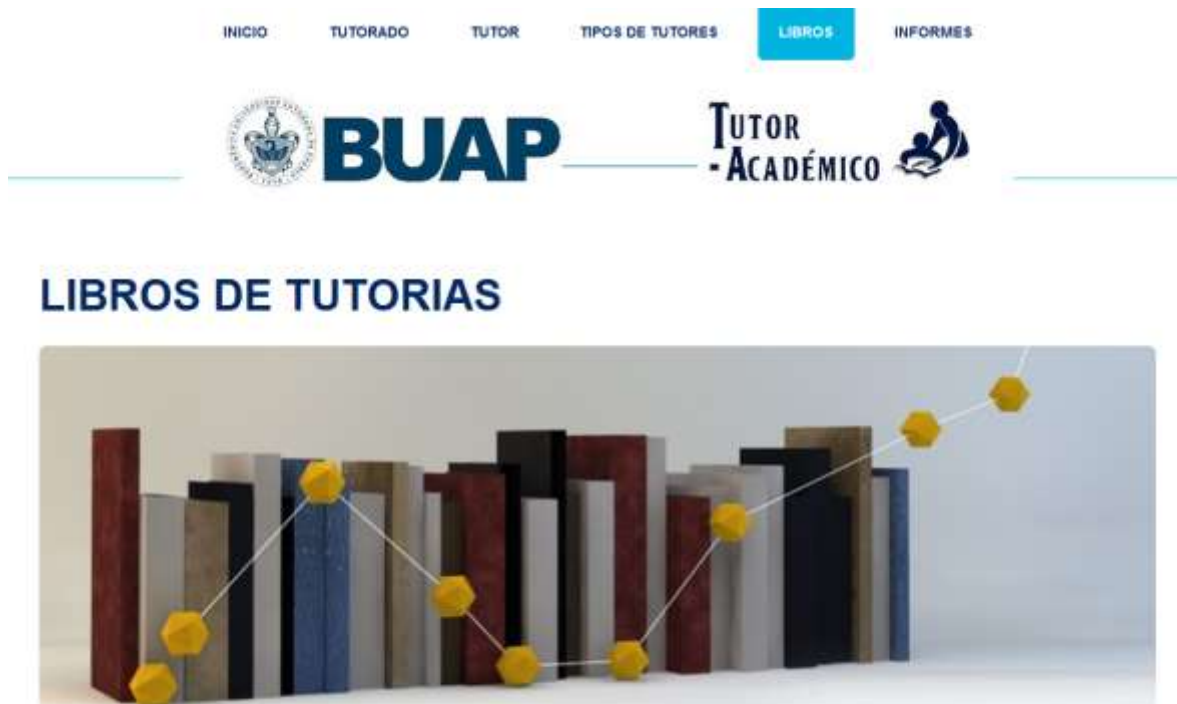 INICIO TUTORADO TUTOR TIPOS DE TUTORES LIBROS INFORMES
BUAP
TUTOR
- ACADÉMICO
LIBROS DE TUTORIAS